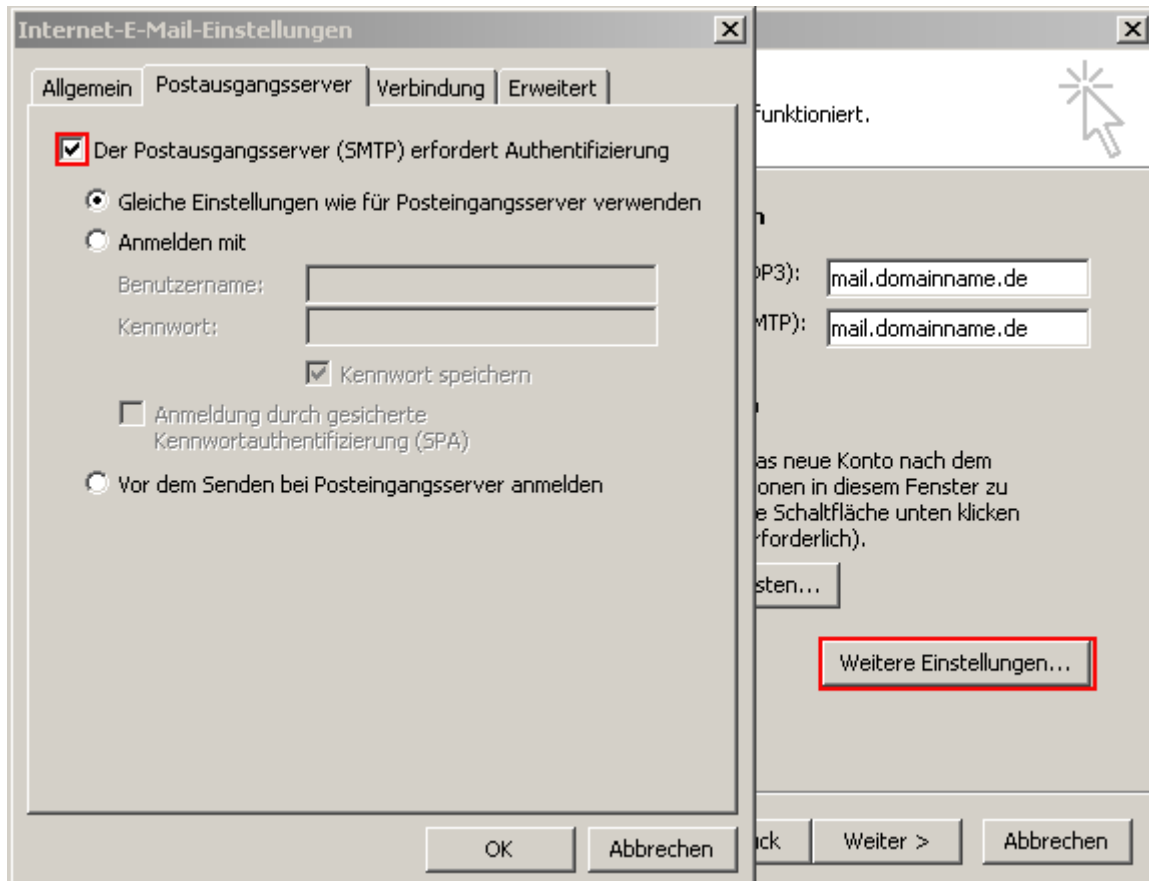 Internet-E-Mail-Einstellungen
Allgemein Postausgangsserver Verbindung Erweitert
Der Postausgangsserver (SMTP) erfordert Authentifizierung
Gleiche Einstellungen wie für Posteingangsserver verwenden
Anmelden mit
Benutzername:
Kennwort:
Kennwort speichern
Anmeldung durch gesicherte
Kennwortauthentifizierung (SPA)
Vor dem Senden bei Posteingangsserver anmelden
OK Abbrechen
funktioniert.
n
OP3): mail.domainname.de
MTP): mail.domainname.de
as neue Konto nach dem
onen in diesem Fenster zu
e Schaltfläche unten klicken
rforderlich).
sten...
Weitere Einstellungen...
ück Weiter > Abbrechen